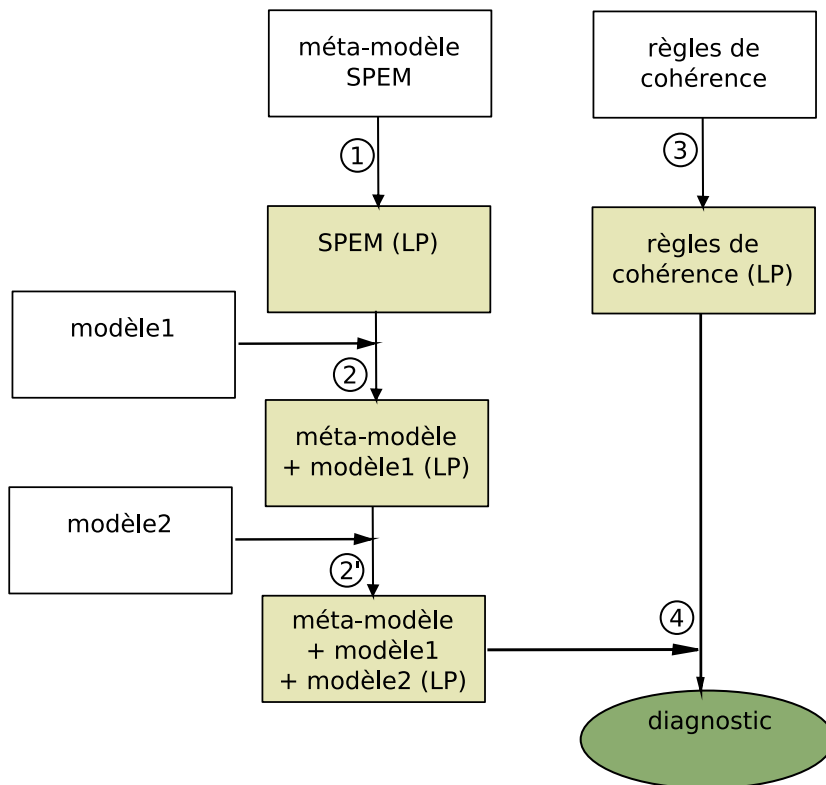 méta-modèle
SPEM
règles de
cohérence
1
3
SPEM (LP)
règles de
cohérence (LP)
modèle1
2
méta-modèle
+ modèle1 (LP)
modèle2
2'
méta-modèle
+ modèle1
+ modèle2 (LP)
4
diagnostic